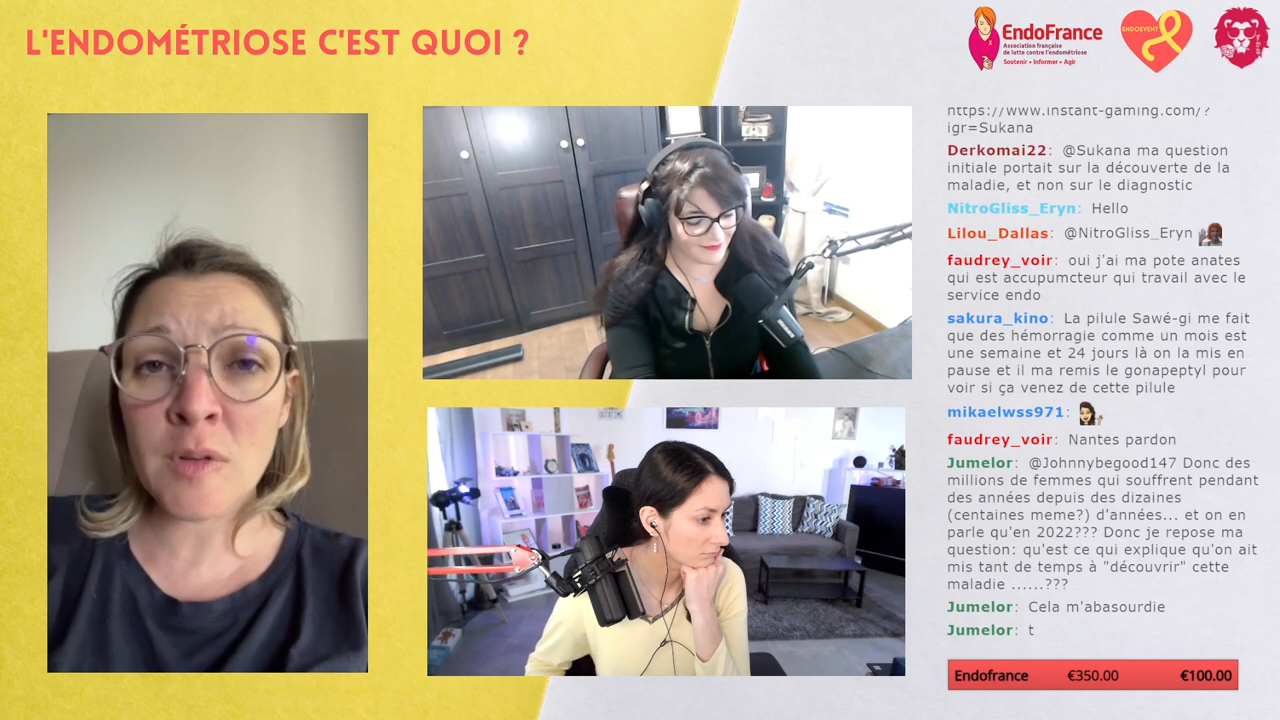 L'ENDOMÉTRIOSE C'EST QUOI ?
EndoFrance
Association française
de lutte contre l'endométriose
Soutenir • Informer • Agir
ENDOEVENT
https://www.instant-gaming.com/?
igr=Sukana
Derkomai22: @Sukana ma question
initiale portait sur la découverte de la
maladie, et non sur le diagnostic
NitroGliss_Eryn: Hello
Lilou_Dallas: @NitroGliss_Eryn
faudrey_voir: oui j'ai ma pote anates
qui est accupumcteur qui travail avec le
service endo
sakura_kino: La pilule Sawé-gi me fait
que des hémorragie comme un mois est
une semaine et 24 jours là on la mis en
pause et il ma remis le gonapeptyl pour
voir si ça venez de cette pilule
mikaelwss971:
faudrey_voir: Nantes pardon
Jumelor: @Johnnybegood147 Donc des
millions de femmes qui souffrent pendant
des années depuis des dizaines
(centaines meme?) d'années... et on en
parle qu'en 2022??? Donc je repose ma
question: qu'est ce qui explique qu'on ait
mis tant de temps à "découvrir" cette
maladie ......???
Jumelor: Cela m'abasourdie
Jumelor: t
Endofrance €350.00 €100.00